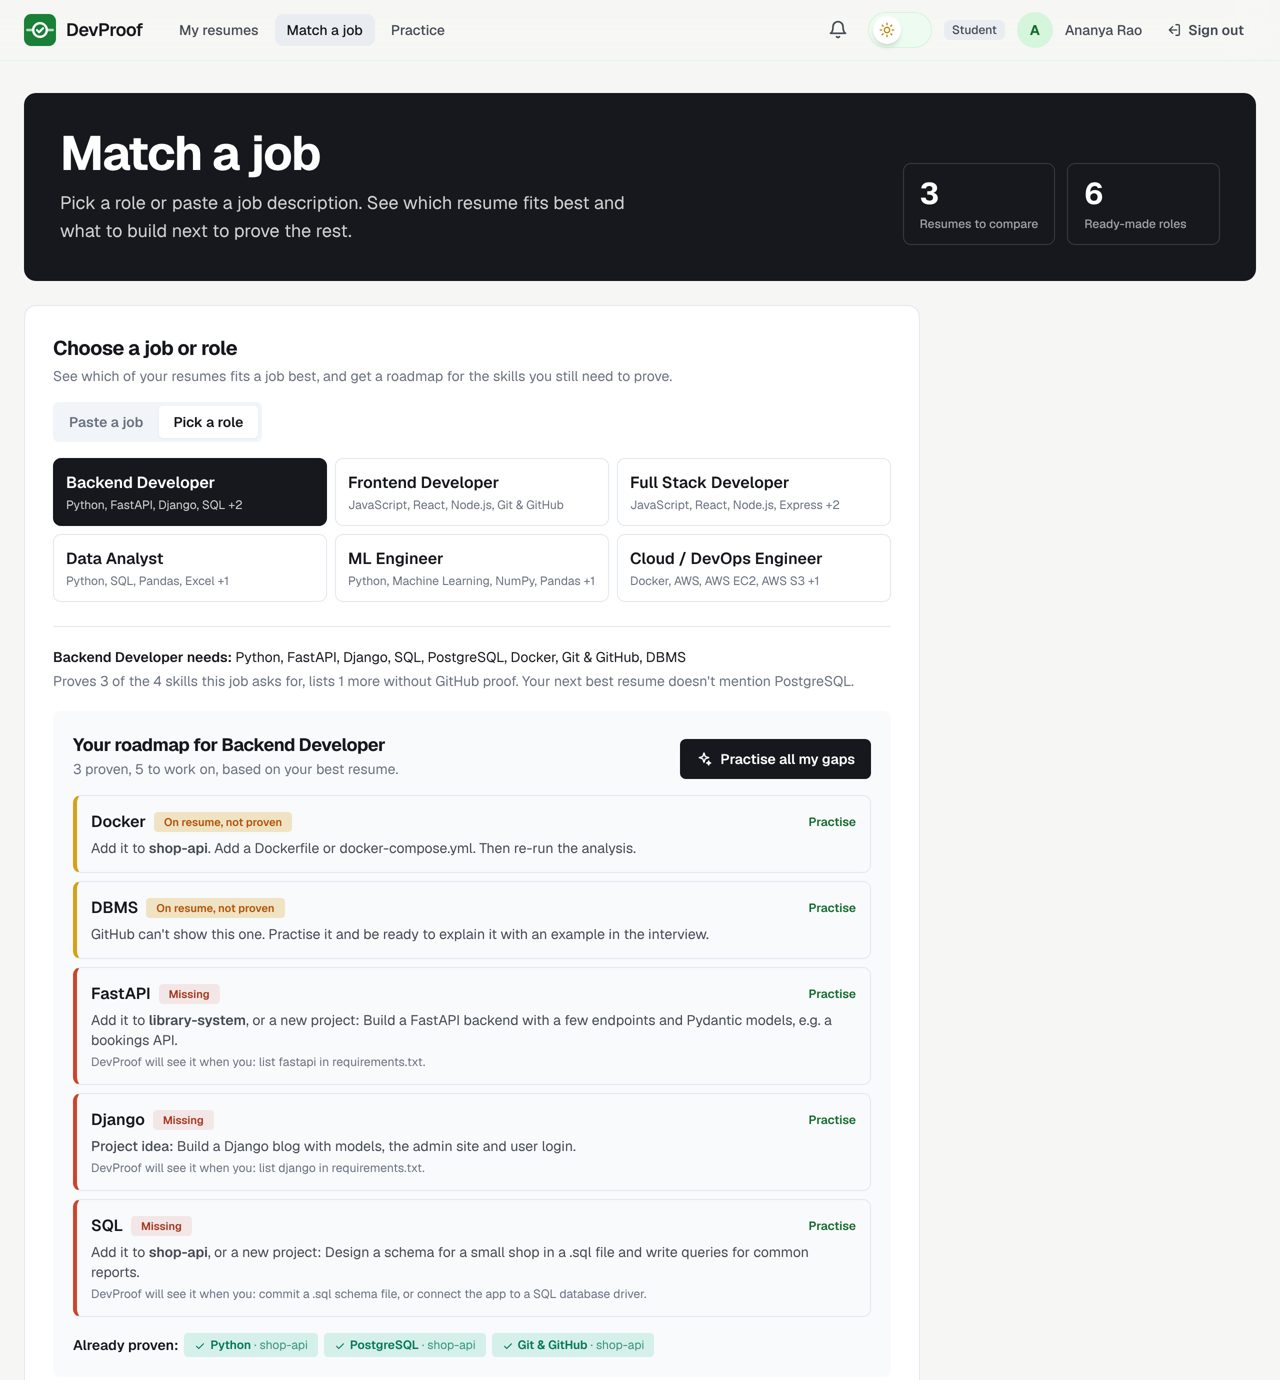 DevProof
My resumes
Match a job
Practice
Student
A
Ananya Rao
Sign out
Match a job
Pick a role or paste a job description. See which resume fits best and
what to build next to prove the rest.
3
Resumes to compare
6
Ready-made roles
Choose a job or role
See which of your resumes fits a job best, and get a roadmap for the skills you still need to prove.
Paste a job
Pick a role
Backend Developer
Python, FastAPI, Django, SQL +2
Frontend Developer
JavaScript, React, Node.js, Git & GitHub
Full Stack Developer
JavaScript, React, Node.js, Express +2
Data Analyst
Python, SQL, Pandas, Excel +1
ML Engineer
Python, Machine Learning, NumPy, Pandas +1
Cloud / DevOps Engineer
Docker, AWS, AWS EC2, AWS S3 +1
Backend Developer needs: Python, FastAPI, Django, SQL, PostgreSQL, Docker, Git & GitHub, DBMS
Proves 3 of the 4 skills this job asks for, lists 1 more without GitHub proof. Your next best resume doesn't mention PostgreSQL.
Your roadmap for Backend Developer
3 proven, 5 to work on, based on your best resume.
Practise all my gaps
Docker On resume, not proven Practise
Add it to shop-api. Add a Dockerfile or docker-compose.yml. Then re-run the analysis.
DBMS On resume, not proven Practise
GitHub can't show this one. Practise it and be ready to explain it with an example in the interview.
FastAPI Missing Practise
Add it to library-system, or a new project: Build a FastAPI backend with a few endpoints and Pydantic models, e.g. a
bookings API.
DevProof will see it when you: list fastapi in requirements.txt.
Django Missing Practise
Project idea: Build a Django blog with models, the admin site and user login.
DevProof will see it when you: list django in requirements.txt.
SQL Missing Practise
Add it to shop-api, or a new project: Design a schema for a small shop in a .sql file and write queries for common
reports.
DevProof will see it when you: commit a .sql schema file, or connect the app to a SQL database driver.
Already proven: Python · shop-api PostgreSQL · shop-api Git & GitHub · shop-api